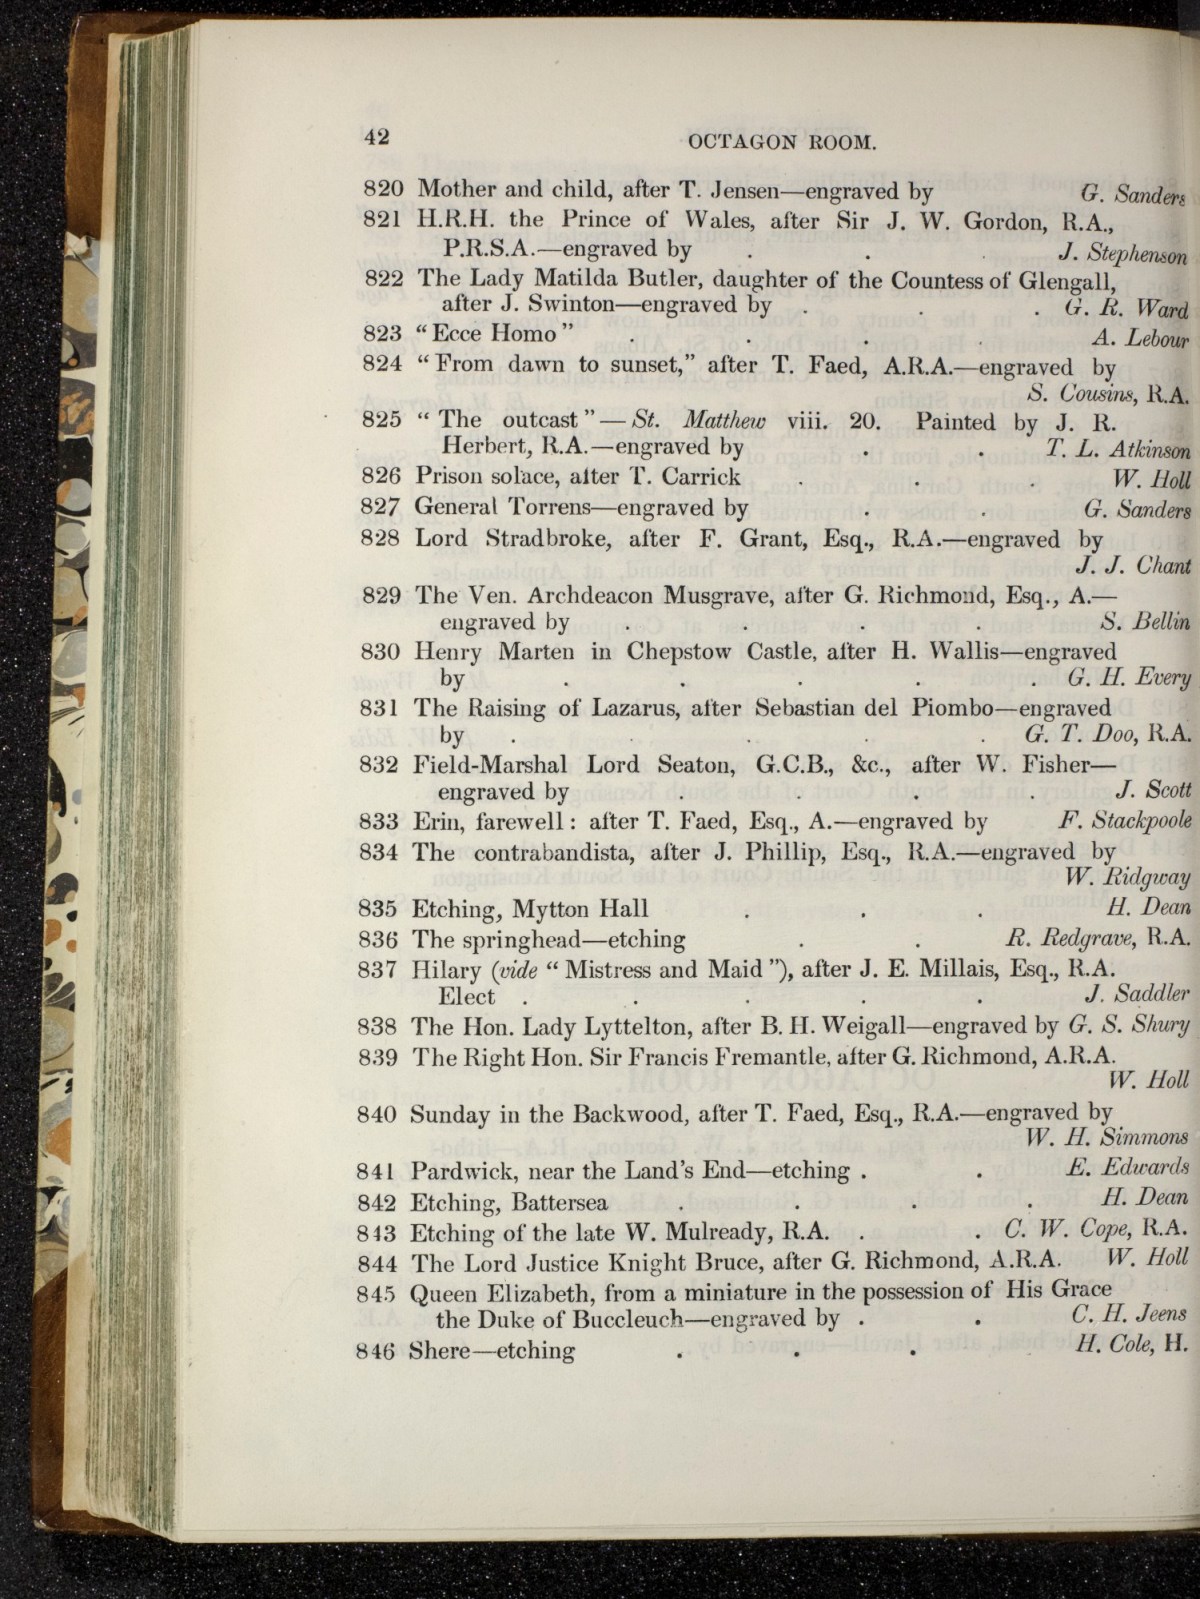 42
OCTAGON ROOM.
820 Mother and child, after T. Jensen—engraved by G. Sanders
821 H.R.H. the Prince of Wales, after Sir J. W. Gordon, R.A.,
P.R.S.A.—engraved by . . . J. Stephenson
822 The Lady Matilda Butler, daughter of the Countess of Glengall,
after J. Swinton—engraved by . . . G. R. Ward
823 “Ecce Homo” . . . . A. Lebour
824 “From dawn to sunset,” after T. Faed, A.R.A.—engraved by
S. Cousins, R.A.
825 “The outcast”—St. Matthew viii. 20. Painted by J. R.
Herbert, R.A.—engraved by . . T. L. Atkinson
826 Prison solace, after T. Carrick . . . W. Holl
827 General Torrens—engraved by . . G. Sanders
828 Lord Stradbroke, after F. Grant, Esq., R.A.—engraved by
J. J. Chant
829 The Ven. Archdeacon Musgrave, after G. Richmond, Esq., A.—
engraved by . . . . S. Bellin
830 Henry Marten in Chepstow Castle, after H. Wallis—engraved
by . . . . . G. H. Every
831 The Raising of Lazarus, after Sebastian del Piombo—engraved
by . . . . . G. T. Doo, R.A.
832 Field-Marshal Lord Seaton, G.C.B., &c., after W. Fisher—
engraved by . . . . J. Scott
833 Erin, farewell: after T. Faed, Esq., A.—engraved by F. Stackpoole
834 The contrabandista, after J. Phillip, Esq., R.A.—engraved by
W. Ridgway
835 Etching, Mytton Hall . . . H. Dean
836 The springhead—etching . . R. Redgrave, R.A.
837 Hilary (vide “Mistress and Maid”), after J. E. Millais, Esq., R.A.
Elect . . . . . J. Saddler
838 The Hon. Lady Lyttelton, after B. H. Weigall—engraved by G. S. Shury
839 The Right Hon. Sir Francis Fremantle, after G. Richmond, A.R.A.
W. Holl
840 Sunday in the Backwood, after T. Faed, Esq., R.A.—engraved by
W. H. Simmons
841 Pardwick, near the Land’s End—etching . . E. Edwards
842 Etching, Battersea . . . . H. Dean
843 Etching of the late W. Mulready, R.A. . . C. W. Cope, R.A.
844 The Lord Justice Knight Bruce, after G. Richmond, A.R.A. W. Holl
845 Queen Elizabeth, from a miniature in the possession of His Grace
the Duke of Buccleuch—engraved by . . C. H. Jeens
846 Shere—etching . . . H. Cole, H.